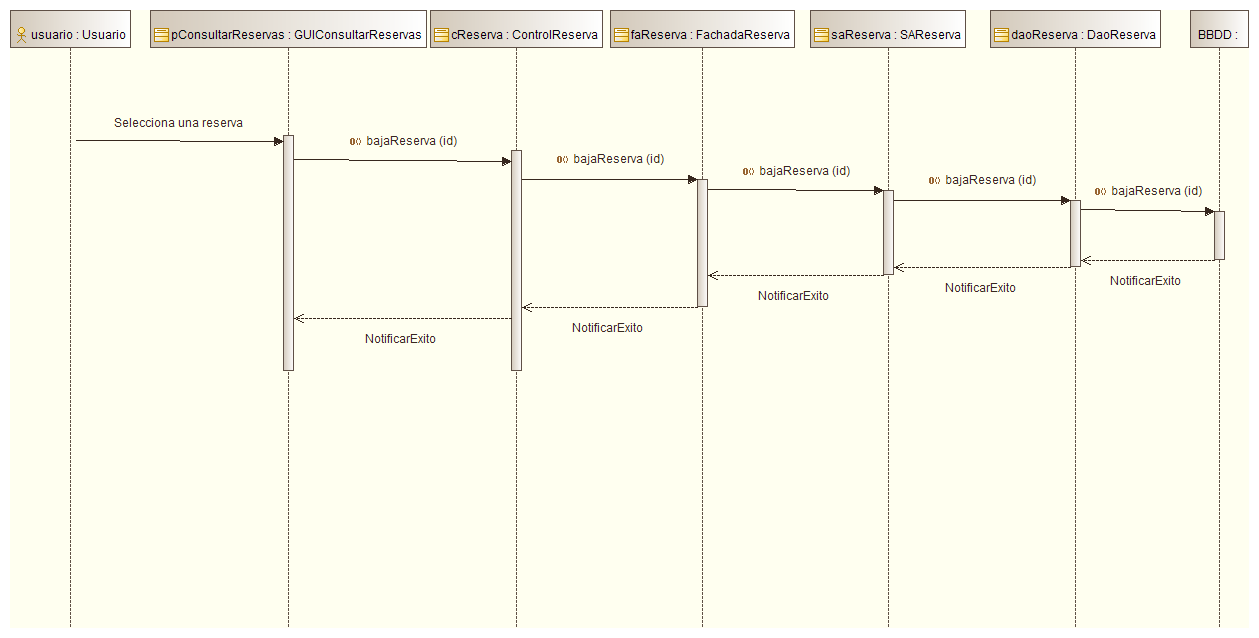 usuario : Usuario
pConsultarReservas : GUIConsultarReservas
cReserva : ControlReserva
faReserva : FachadaReserva
saReserva : SAReserva
daoReserva : DaoReserva
BBDD :
Selecciona una reserva
bajaReserva (id)
bajaReserva (id)
bajaReserva (id)
bajaReserva (id)
bajaReserva (id)
NotificarExito
NotificarExito
NotificarExito
NotificarExito
NotificarExito